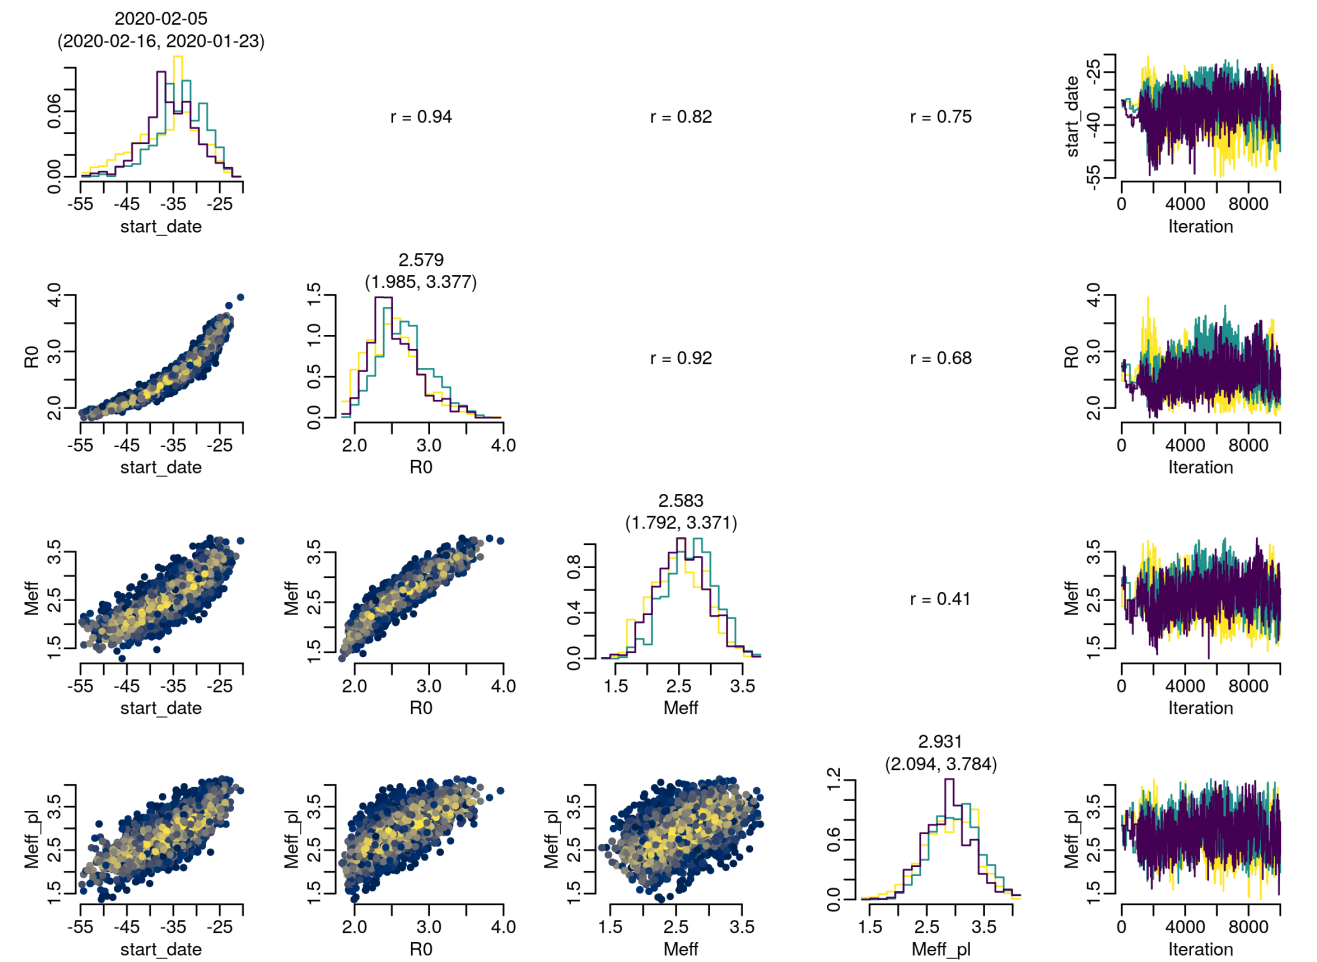 2020-02-05
(2020-02-16, 2020-01-23)
0.00 0.06
-55 -45 -35 -25
start_date
r = 0.94
r = 0.82
r = 0.75
start_date
-55 -40 -25
0 4000 8000
Iteration
R0
2.0 3.0 4.0
-55 -45 -35 -25
start_date
2.579
(1.985, 3.377)
0.0 0.5 1.0 1.5
2.0 3.0 4.0
R0
r = 0.92
r = 0.68
R0
2.0 3.0 4.0
0 4000 8000
Iteration
Meff
1.5 2.5 3.5
-55 -45 -35 -25
start_date
Meff
1.5 2.5 3.5
2.0 3.0 4.0
R0
2.583
(1.792, 3.371)
0.0 0.4 0.8
1.5 2.5 3.5
Meff
r = 0.41
Meff
1.5 2.5 3.5
0 4000 8000
Iteration
Meff_pl
1.5 2.5 3.5
-55 -45 -35 -25
start_date
Meff_pl
1.5 2.5 3.5
2.0 3.0 4.0
R0
Meff_pl
1.5 2.5 3.5
1.5 2.5 3.5
Meff
2.931
(2.094, 3.784)
0.0 0.6 1.2
1.5 2.5 3.5
Meff_pl
Meff_pl
1.5 2.5 3.5
0 4000 8000
Iteration